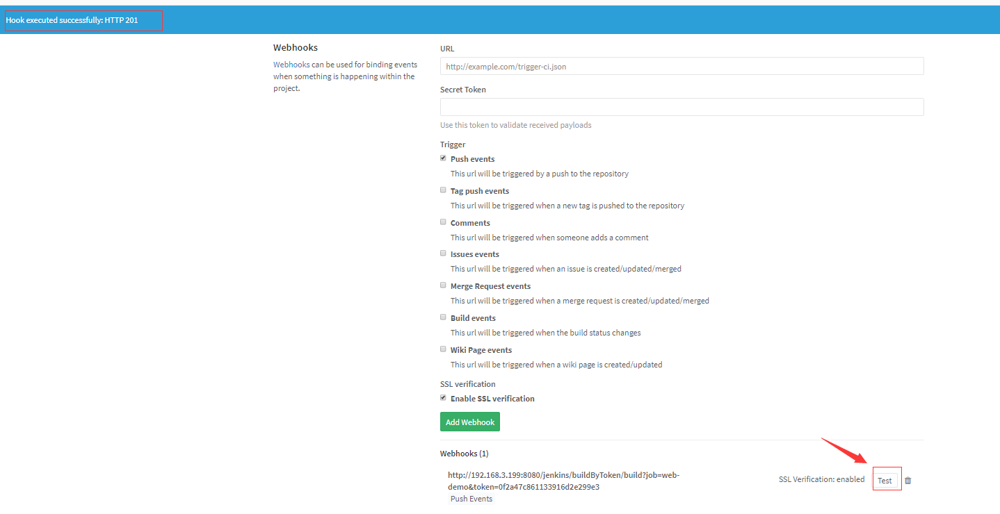 Hook executed successfully: HTTP 201
Webhooks
Webhooks can be used for binding events
when something is happening within the
project.
URL
http://example.com/trigger-ci.json
Secret Token
Use this token to validate received payloads
Trigger
Push events
This url will be triggered by a push to the repository
Tag push events
This url will be triggered when a new tag is pushed to the repository
Comments
This url will be triggered when someone adds a comment
Issues events
This url will be triggered when an issue is created/updated/merged
Merge Request events
This url will be triggered when a merge request is created/updated/merged
Build events
This url will be triggered when the build status changes
Wiki Page events
This url will be triggered when a wiki page is created/updated
SSL verification
Enable SSL verification
Add Webhook
Webhooks (1)
http://192.168.3.199:8080/jenkins/buildByToken/build?job=web-
demo&token=0f2a47c861133916d2e299e3
Push Events
SSL Verification: enabled
Test